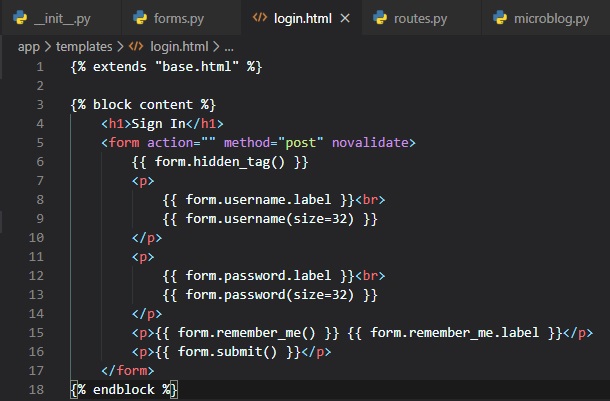 __init__.py forms.py login.html routes.py microblog.py
app > templates > login.html > ...
1 {% extends "base.html" %}
2
3 {% block content %}
4     <h1>Sign In</h1>
5     <form action="" method="post" novalidate>
6         {{ form.hidden_tag() }}
7         <p>
8             {{ form.username.label }}<br>
9             {{ form.username(size=32) }}
10         </p>
11         <p>
12             {{ form.password.label }}<br>
13             {{ form.password(size=32) }}
14         </p>
15         <p>{{ form.remember_me() }} {{ form.remember_me.label }}</p>
16         <p>{{ form.submit() }}</p>
17     </form>
18 {% endblock %}